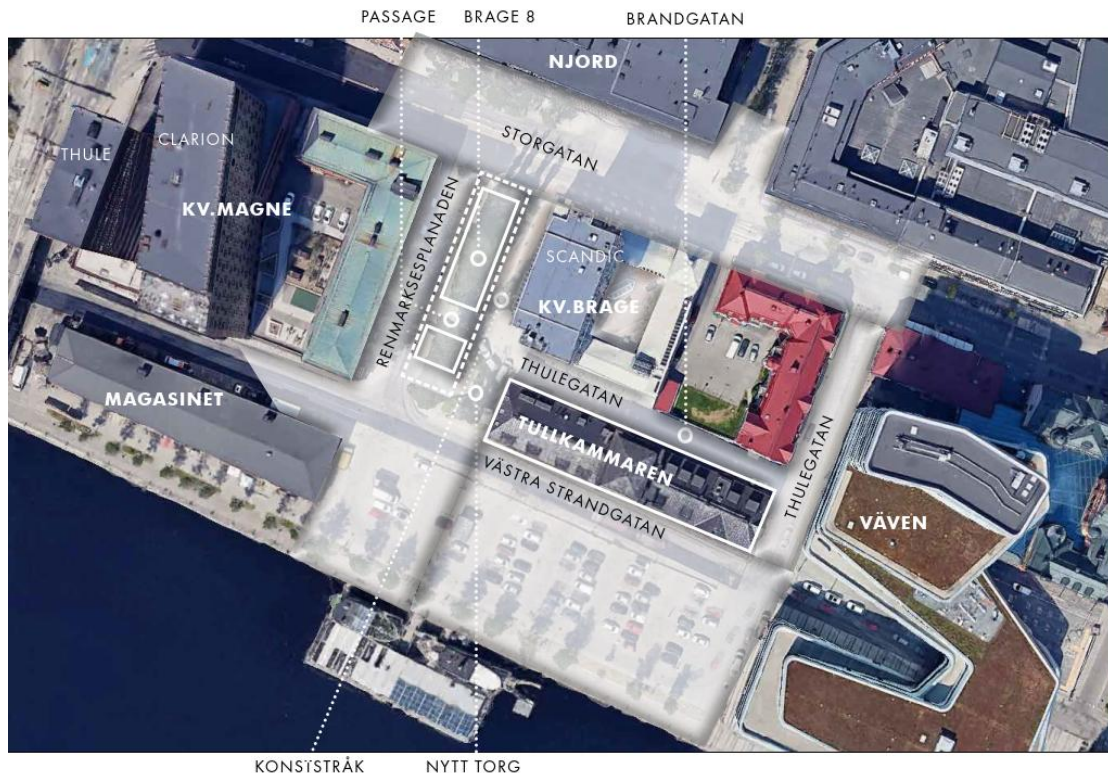 PASSAGE
BRAGE 8
BRANDGATAN
NJORD
STORGATAN
THULE
CLARION
KV.MAGNE
RENMARKSESPLANADEN
SCANDIC
KV.BRAGE
THULEGATAN
MAGASINET
TULLKAMMAREN
VÄSTRA STRANDGATAN
THULEGATAN
VÄVEN
KONSÏSTRÅK
NYTT TORG